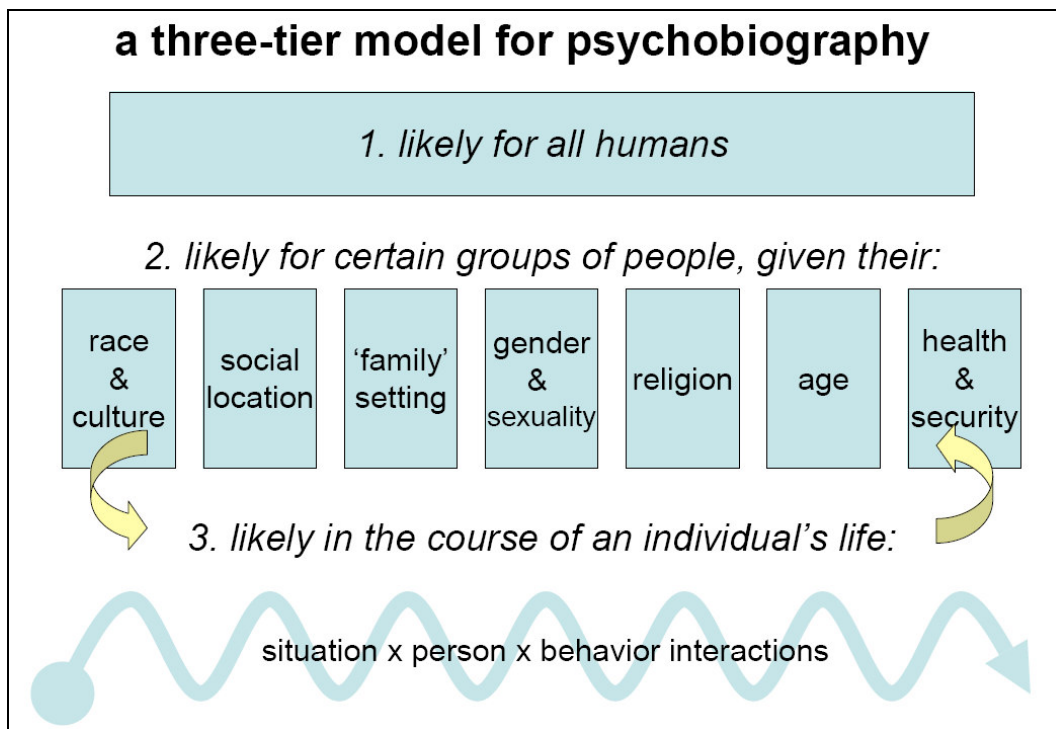 a three-tier model for psychobiography
1. likely for all humans
2. likely for certain groups of people, given their:
race
&
culture
social
location
‘family’
setting
gender
&
sexuality
religion
age
health
&
security
3. likely in the course of an individual’s life:
situation x person x behavior interactions